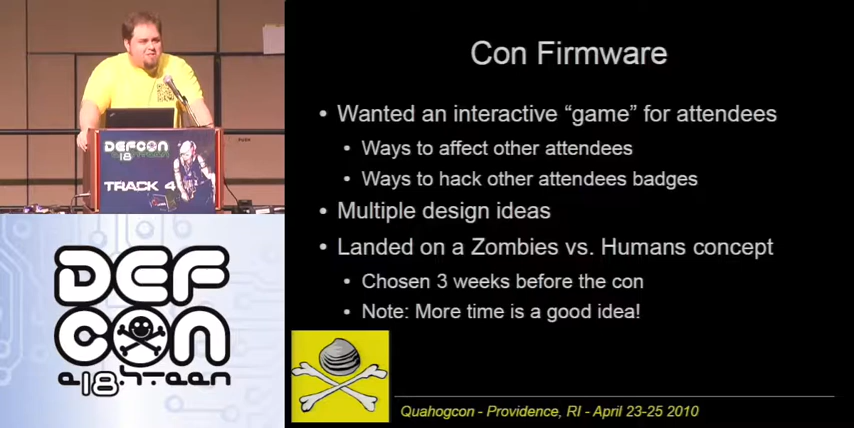 DEFCON
18
TRACK 4
DEF
CON
e18hteen
Con Firmware
• Wanted an interactive “game” for attendees
• Ways to affect other attendees
• Ways to hack other attendees badges
• Multiple design ideas
• Landed on a Zombies vs. Humans concept
• Chosen 3 weeks before the con
• Note: More time is a good idea!
Quahogcon - Providence, RI - April 23-25 2010